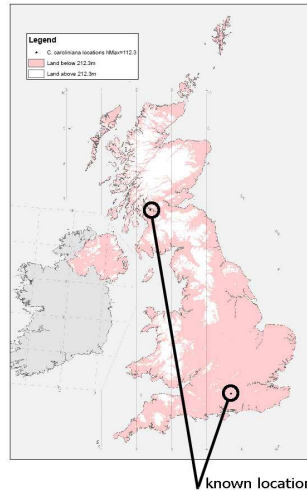 Legend
C. caroliniana locations hMax=112.3
Land below 212.3m
Land above 212.3m
known location